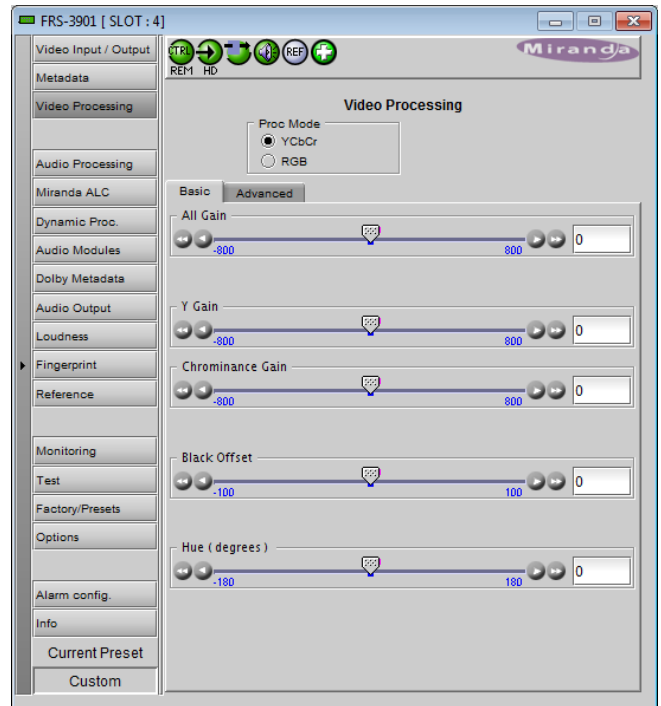 FRS-3901 [ SLOT : 4]
Video Input / Output
Metadata
Video Processing
Audio Processing
Miranda ALC
Dynamic Proc.
Audio Modules
Dolby Metadata
Audio Output
Loudness
Fingerprint
Reference
Monitoring
Test
Factory/Presets
Options
Alarm config.
Info
Current Preset
Custom
CTRL REF
REM HD
Miranda
Video Processing
Proc Mode
YCbCr
RGB
Basic Advanced
All Gain
-800 800 0
Y Gain
-800 800 0
Chrominance Gain
-800 800 0
Black Offset
-100 100 0
Hue ( degrees )
-180 180 0